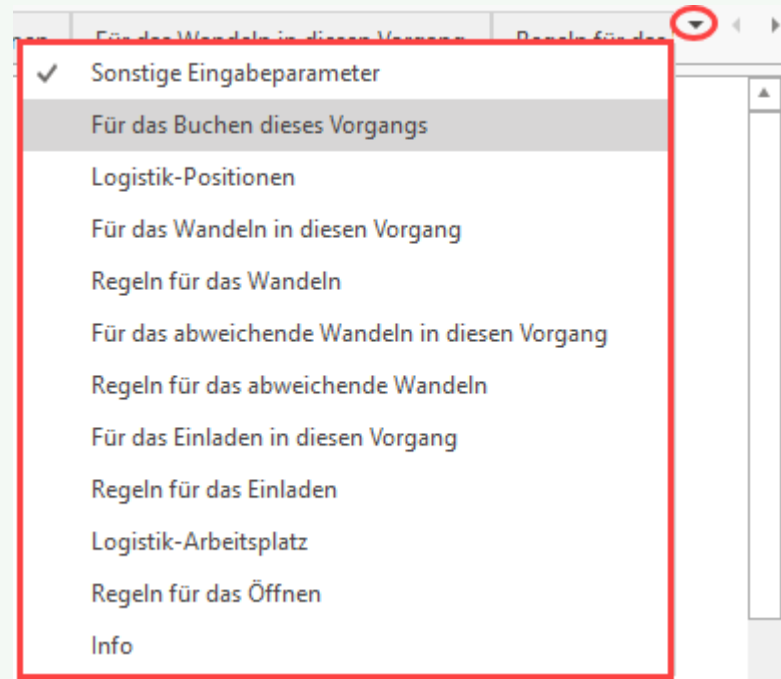 Für das Wandeln in diesen Vorgang Regeln für das
Sonstige Eingabeparameter
Für das Buchen dieses Vorgangs
Logistik-Positionen
Für das Wandeln in diesen Vorgang
Regeln für das Wandeln
Für das abweichende Wandeln in diesen Vorgang
Regeln für das abweichende Wandeln
Für das Einladen in diesen Vorgang
Regeln für das Einladen
Logistik-Arbeitsplatz
Regeln für das Öffnen
Info